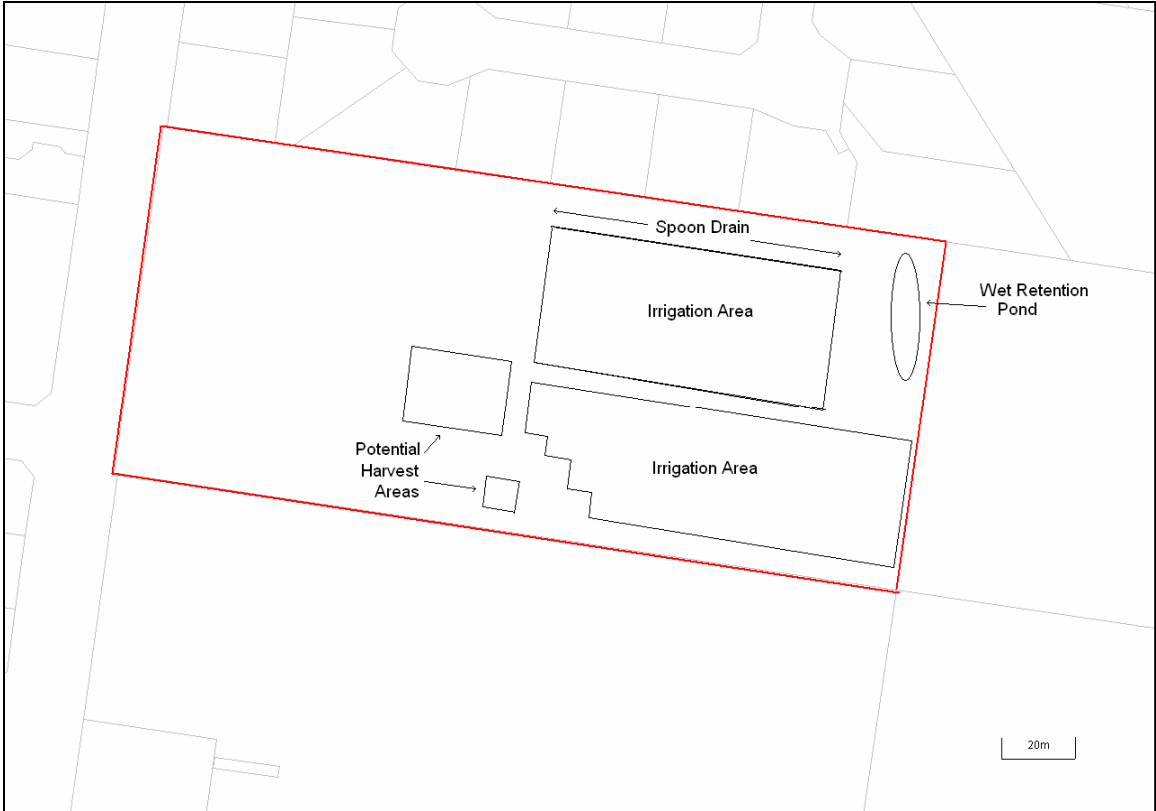 Spoon Drain
Irrigation Area
Wet Retention
Pond
Potential
Harvest
Areas
Irrigation Area
20m